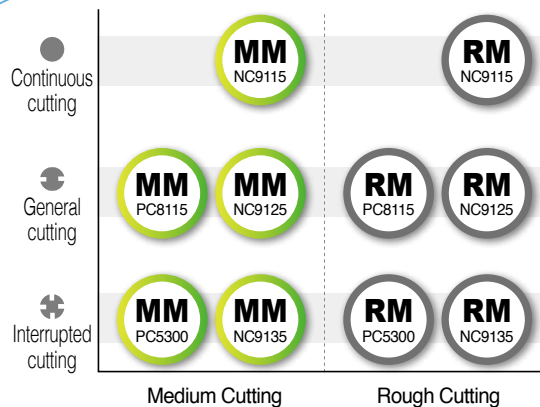 MM
NC9115
RM
NC9115
Continuous
cutting
MM
PC8115
MM
NC9125
RM
PC8115
RM
NC9125
General
cutting
MM
PC5300
MM
NC9135
RM
PC5300
RM
NC9135
Interrupted
cutting
Medium Cutting
Rough Cutting